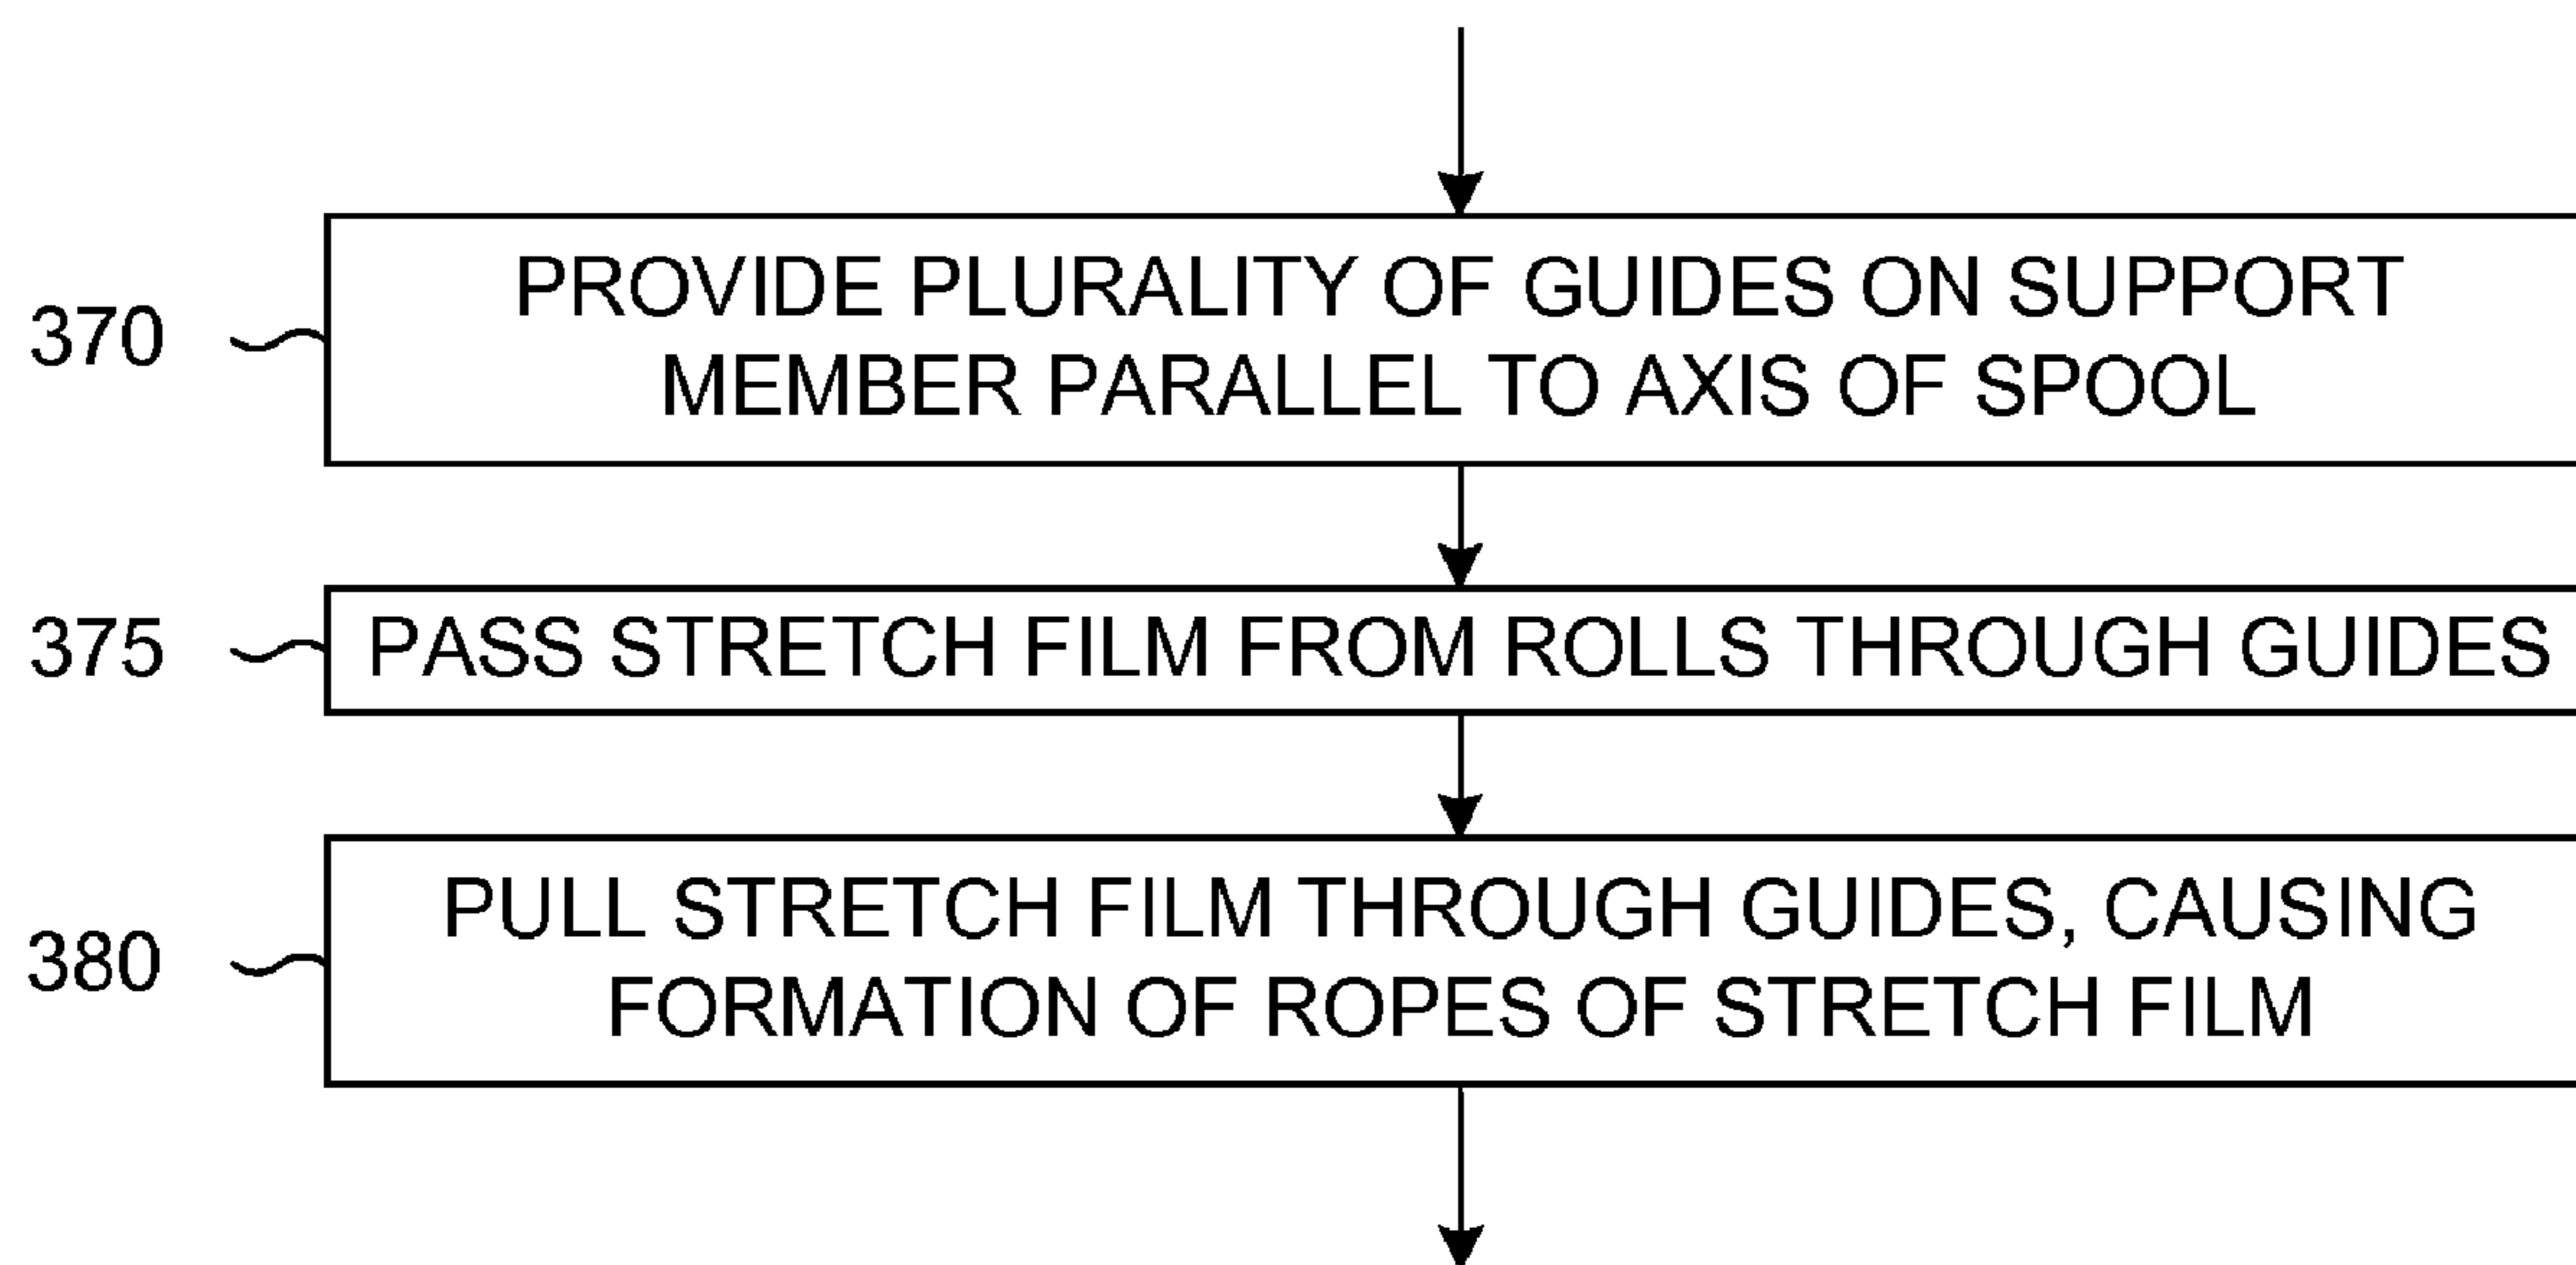 370
PROVIDE PLURALITY OF GUIDES ON SUPPORT
MEMBER PARALLEL TO AXIS OF SPOOL
375
PASS STRETCH FILM FROM ROLLS THROUGH GUIDES
380
PULL STRETCH FILM THROUGH GUIDES, CAUSING
FORMATION OF ROPES OF STRETCH FILM